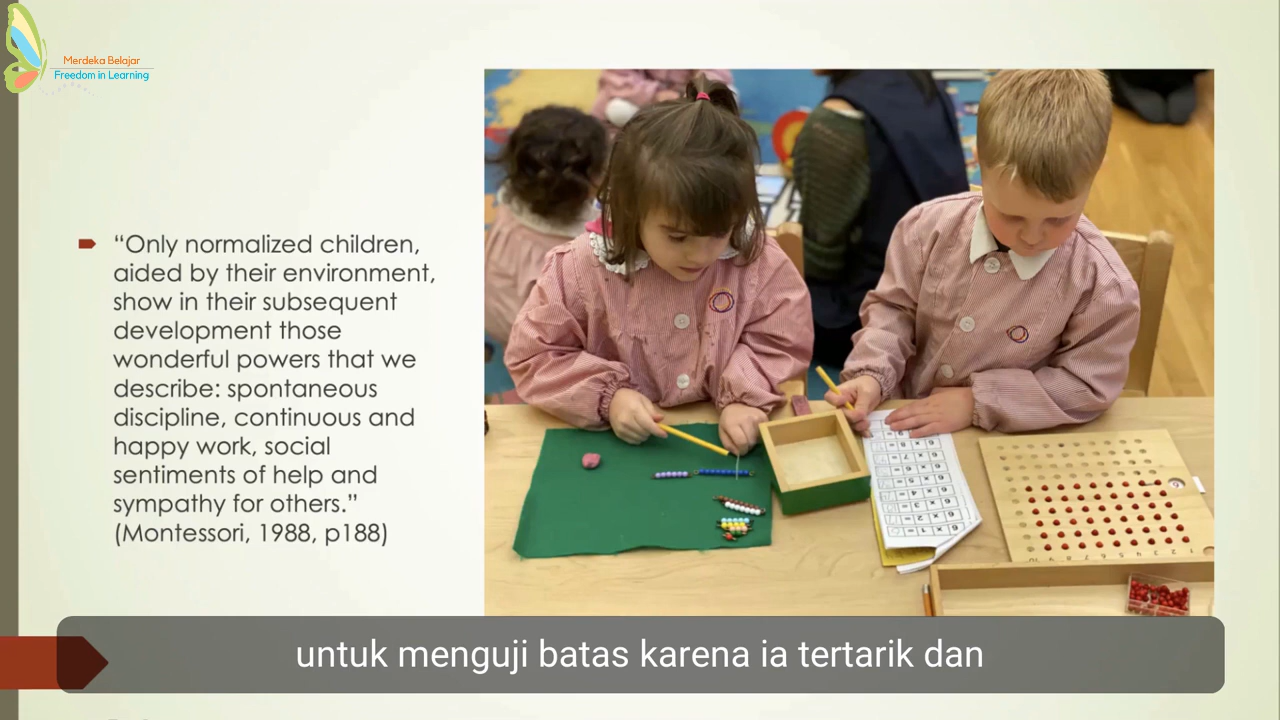 Merdeka Belajar
Freedom in Learning
“Only normalized children,
aided by their environment,
show in their subsequent
development those
wonderful powers that we
describe: spontaneous
discipline, continuous and
happy work, social
sentiments of help and
sympathy for others.”
(Montessori, 1988, p188)
untuk menguji batas karena ia tertarik dan